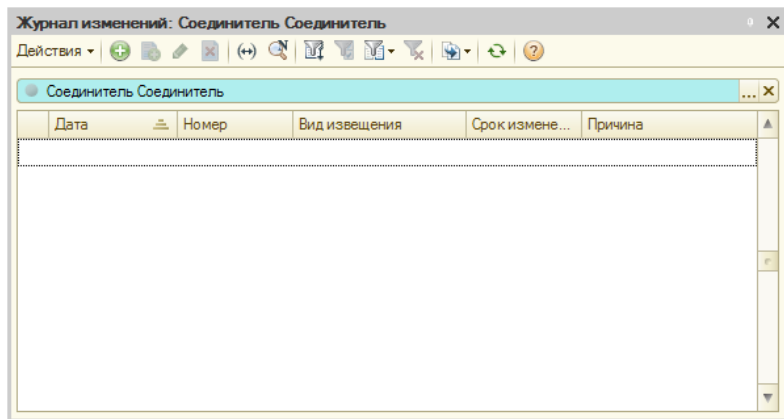 Журнал изменений: Соединитель Соединитель
Действия
Соединитель Соединитель
...
Дата Номер Вид извещения Срок измене... Причина